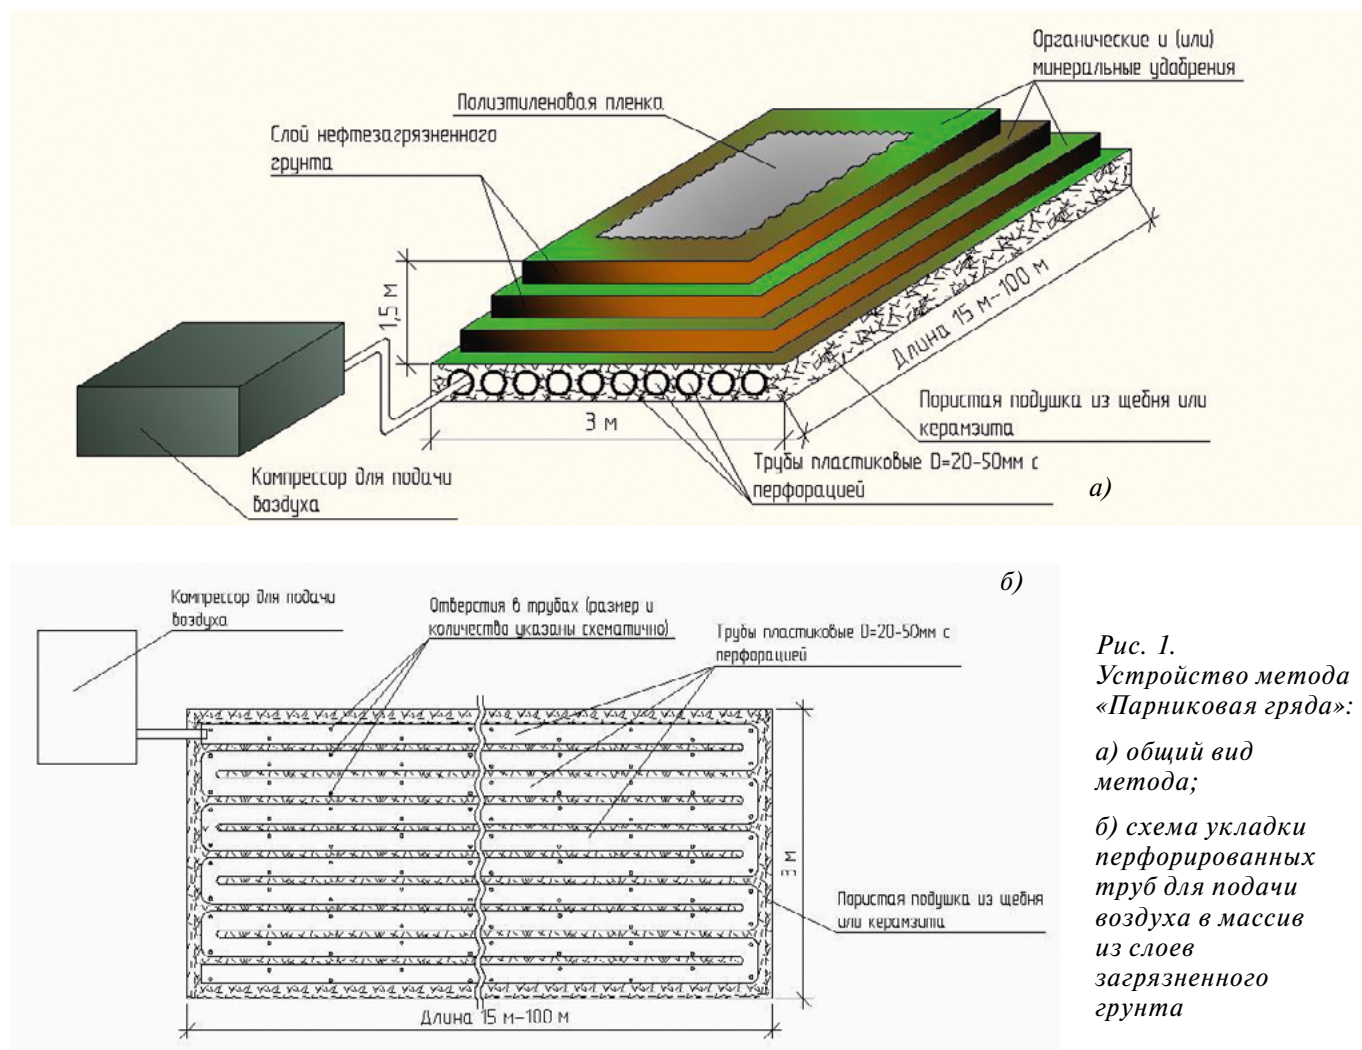 Органические и (или)
минеральные удобрения
Полиэтиленовая пленка
Слой нефтезагрязненного
грунта
1,5 м
Длина 15 м–100 м
Пористая подушка из щебня или
керамзита
3 м
Трубы пластиковые D=20-50мм с
перфорацией
Компрессор для подачи
воздуха
а)
б)
Компрессор для подачи
воздуха
Отверстия в трубах (размер и
количество указаны схематично)
Трубы пластиковые D=20-50мм с
перфорацией
3 м
Пористая подушка из щебня
или керамзита
Длина 15 м–100 м
Рис. 1.
Устройство метода
«Парниковая гряда»:
а) общий вид
метода;
б) схема укладки
перфорированных
труб для подачи
воздуха в массив
из слоев
загрязненного
грунта